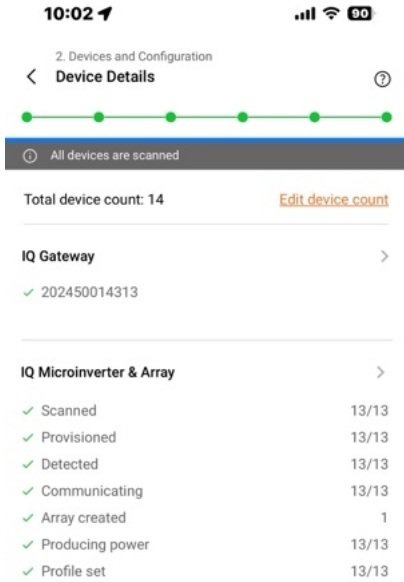 10:02
90
2. Devices and Configuration
Device Details
All devices are scanned
Total device count: 14 Edit device count
IQ Gateway
202450014313
IQ Microinverter & Array
Scanned 13/13
Provisioned 13/13
Detected 13/13
Communicating 13/13
Array created 1
Producing power 13/13
Profile set 13/13